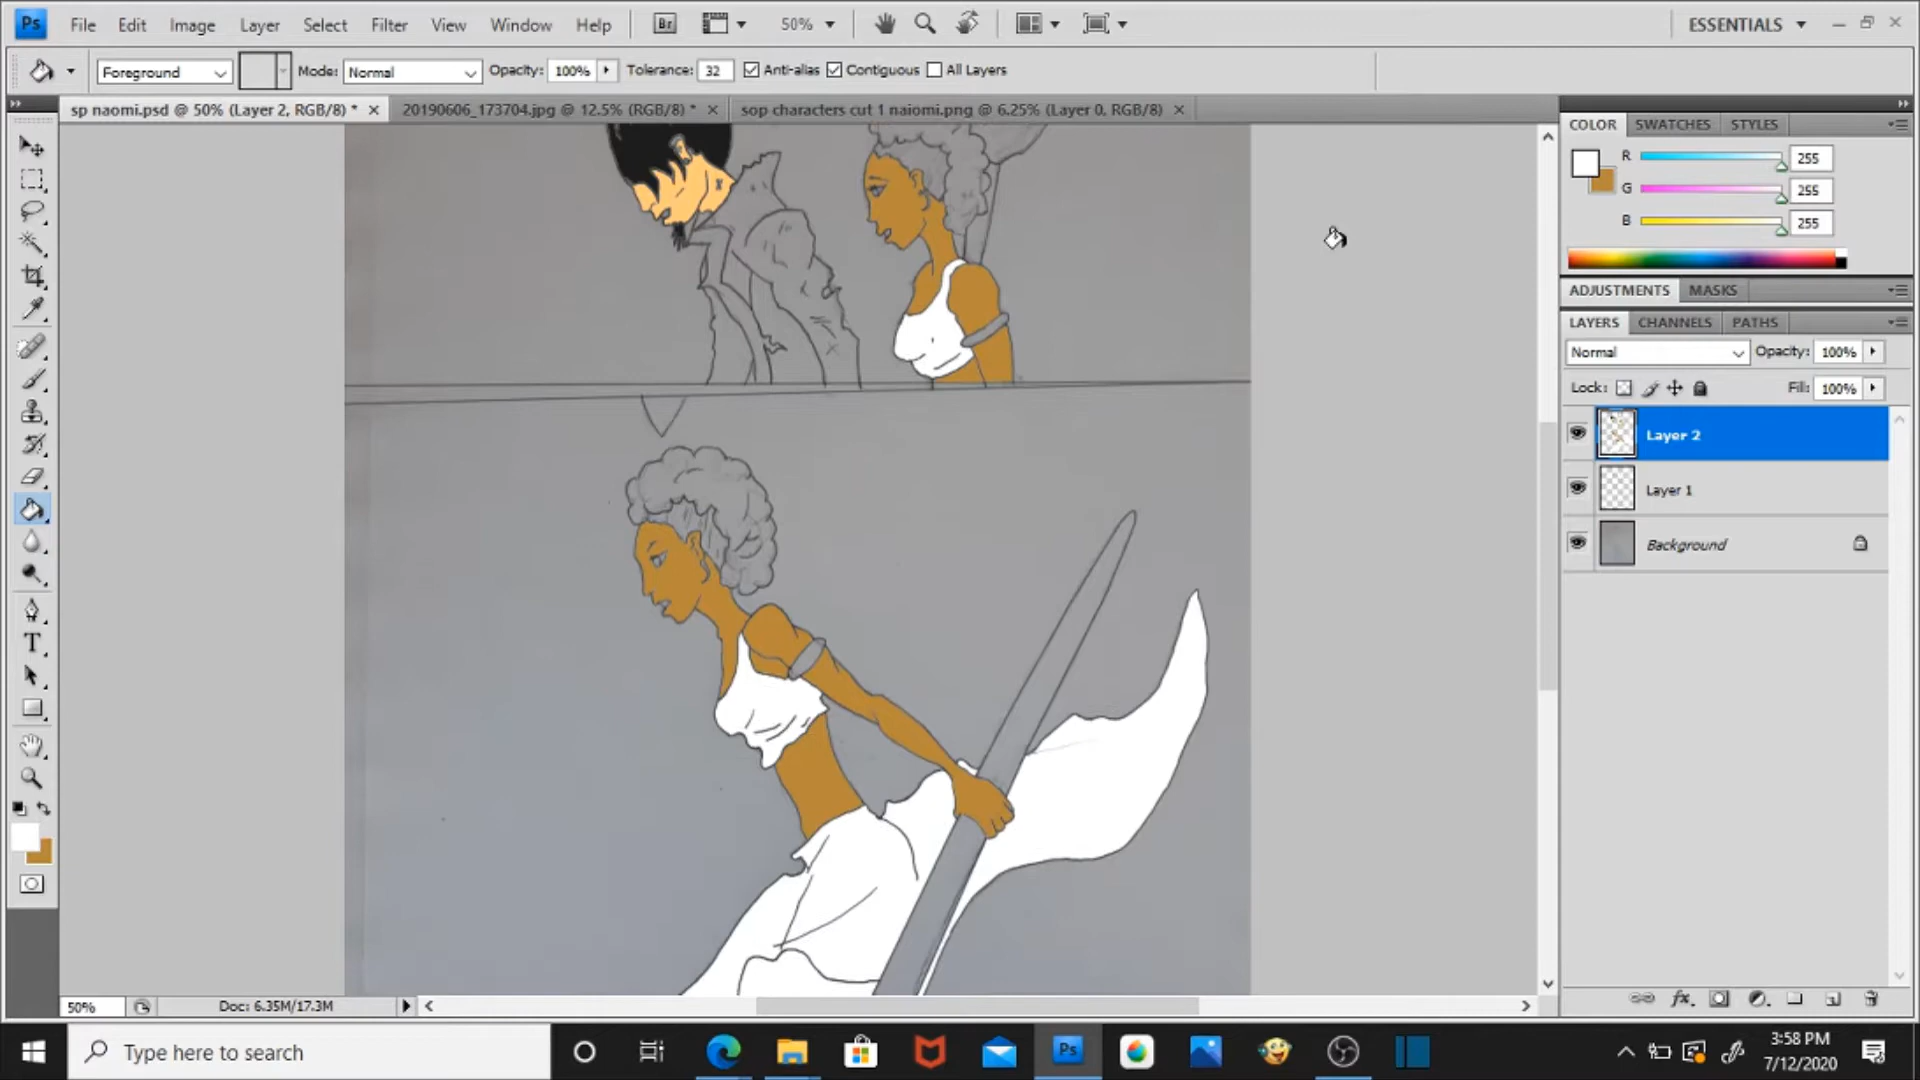 Ps File Edit Image Layer Select Filter View Window Help Br 50% ESSENTIALS
Foreground Mode: Normal Opacity: 100% Tolerance: 32 Anti-alias Contiguous All Layers
sp naomi.psd @ 50% (Layer 2, RGB/8) * 20190606_173704.jpg @ 12.5% (RGB/8) * sop characters cut 1 naiomi.png @ 6.25% (Layer 0, RGB/8)
COLOR SWATCHES STYLES
R 255
G 190
B 255
ADJUSTMENTS MASKS
LAYERS CHANNELS PATHS
Normal Opacity: 100%
Lock: Fill: 100%
Layer 2
Layer 1
Background
T
50% Doc: 6.35M/17.3M
fx
Type here to search
Ps
3:58 PM
7/12/2020